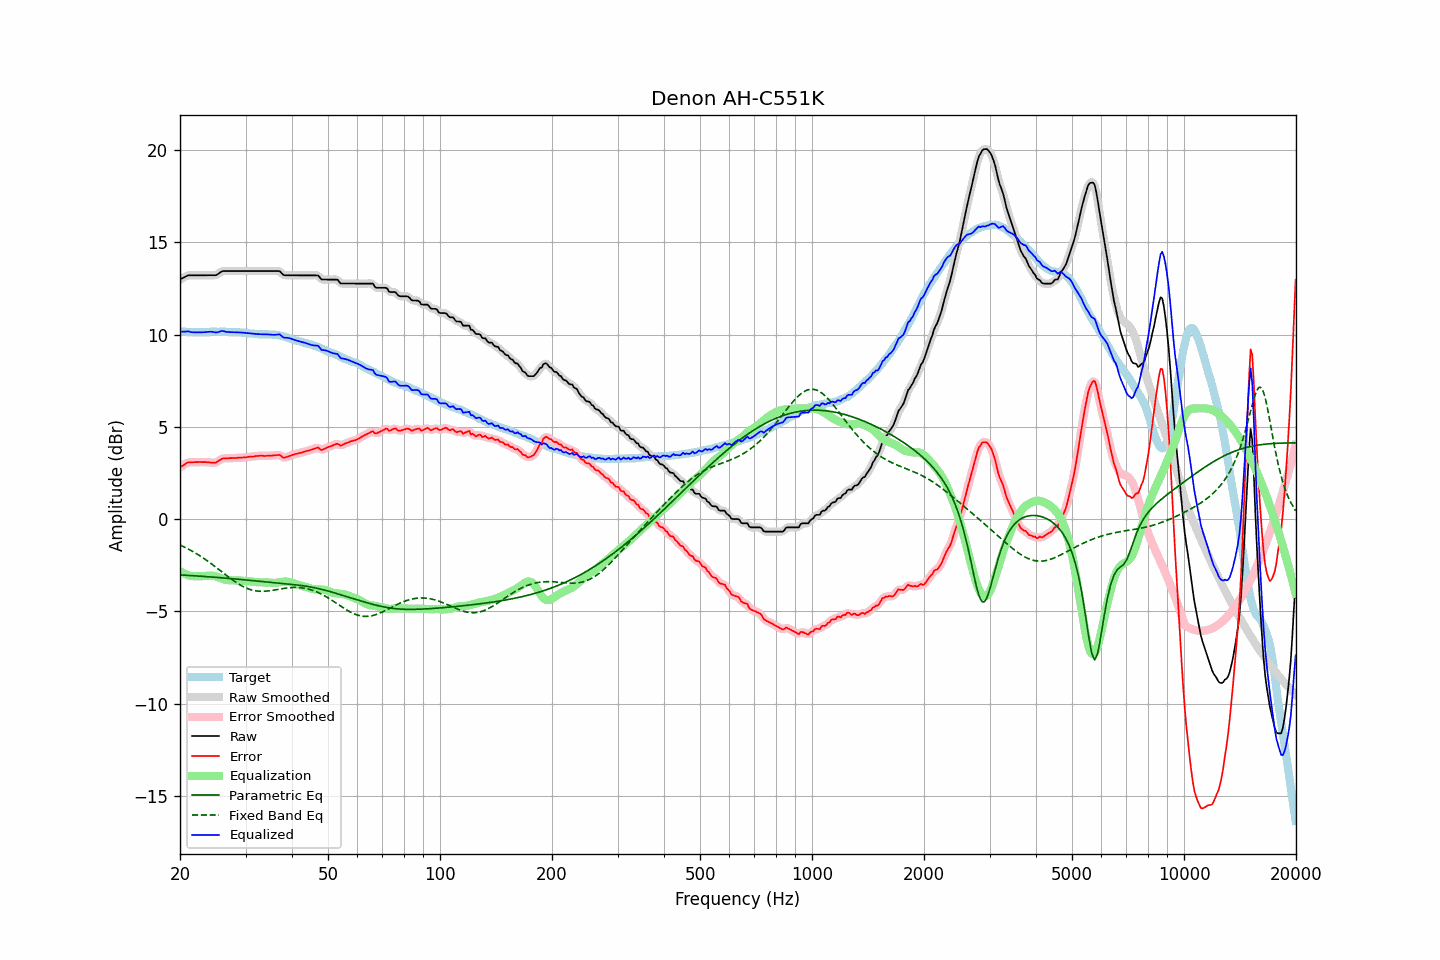 Denon AH-C551K
Amplitude (dBr)
20
15
10
5
0
−5
−10
−15
Target
Raw Smoothed
Error Smoothed
Raw
Error
Equalization
Parametric Eq
Fixed Band Eq
Equalized
20 50 100 200 500 1000 2000 5000 10000 20000
Frequency (Hz)